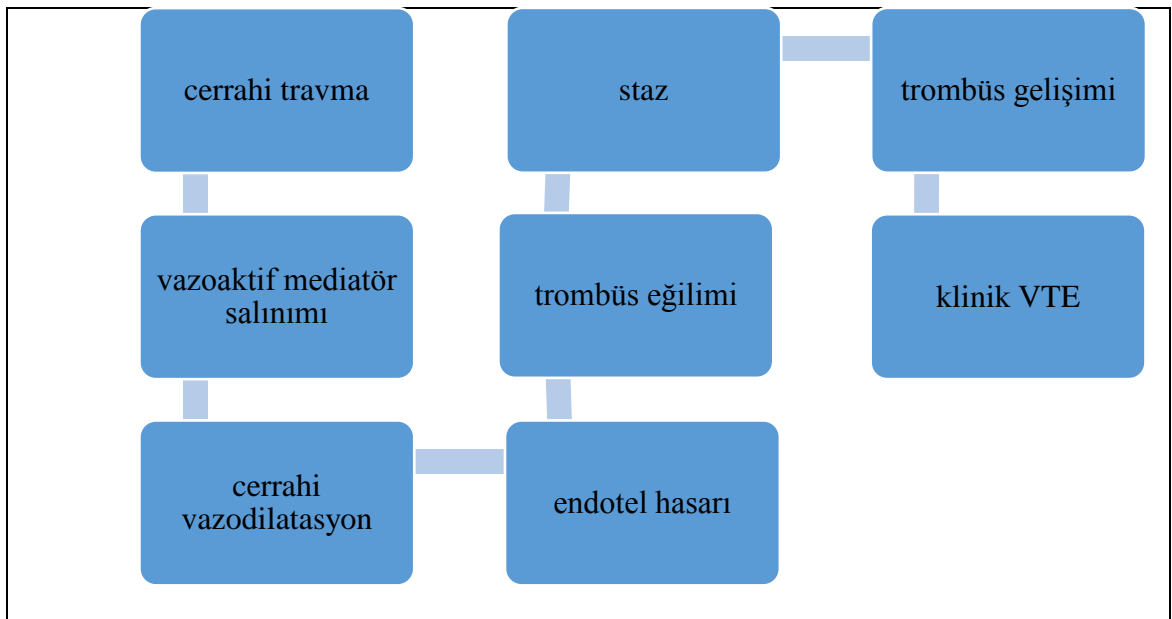 cerrahi travma
vazoaktif mediatör
salınımı
cerrahi
vazodilatasyon
endotel hasarı
trombüs eğilimi
staz
trombüs gelişimi
klinik VTE